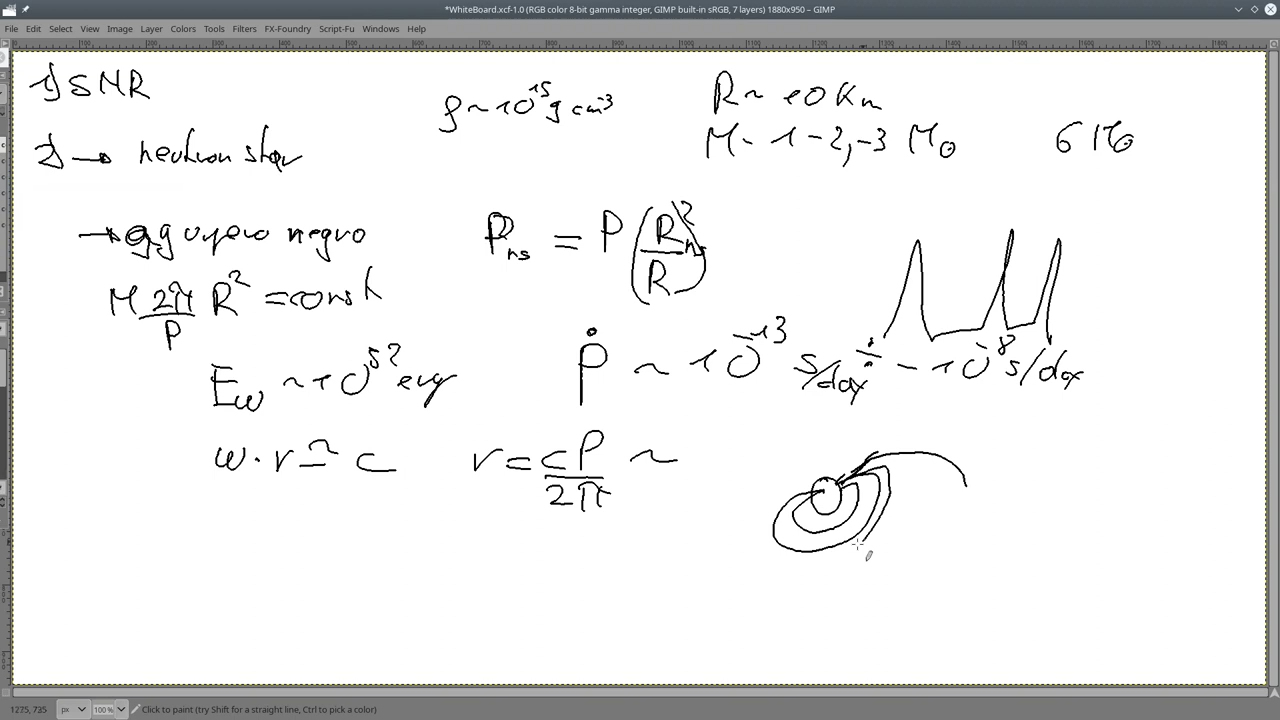 *WhiteBoard.xcf-1.0 (RGB color 8-bit gamma integer, GIMP built-in sRGB, 7 layers) 1880x950 – GIMP
File Edit Select View Image Layer Colors Tools Filters FX-Foundry Script-Fu Windows Help
1) SNR
ρ ~ 10^15 g cm^-3
R ~ 10 Km
M ~ 1 - 2,-3 M⊙ 6 M⊙
2) → neutron star
→ agujero negro
P_ns = P (R_ns/R)^2
M 2π/P R^2 = const
E_w ~ 10^52 erg
Ṗ ~ 10^-13 s/day ÷ - 10^-8 s/day
w · r ≃ c
r = cP/2π ~
1275, 735 px 100% Click to paint (try Shift for a straight line, Ctrl to pick a color)